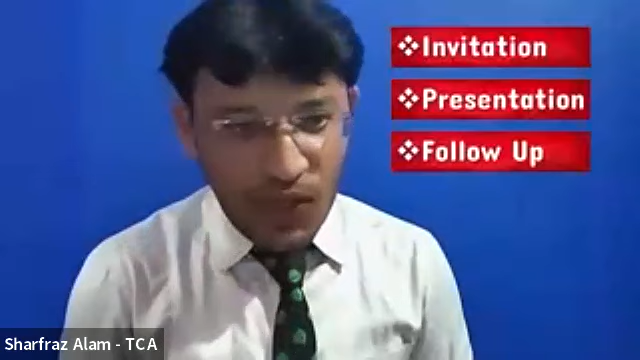 ❖Invitation
❖Presentation
❖Follow Up
Sharfraz Alam - TCA